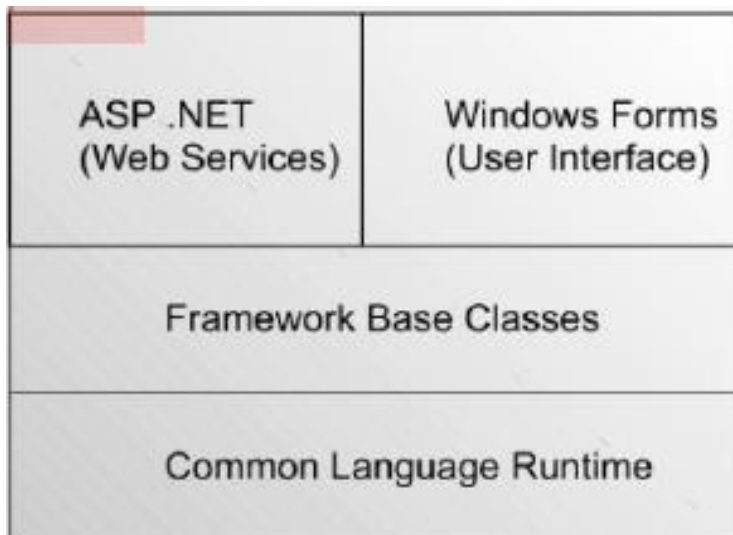 ASP .NET
(Web Services)
Windows Forms
(User Interface)
Framework Base Classes
Common Language Runtime